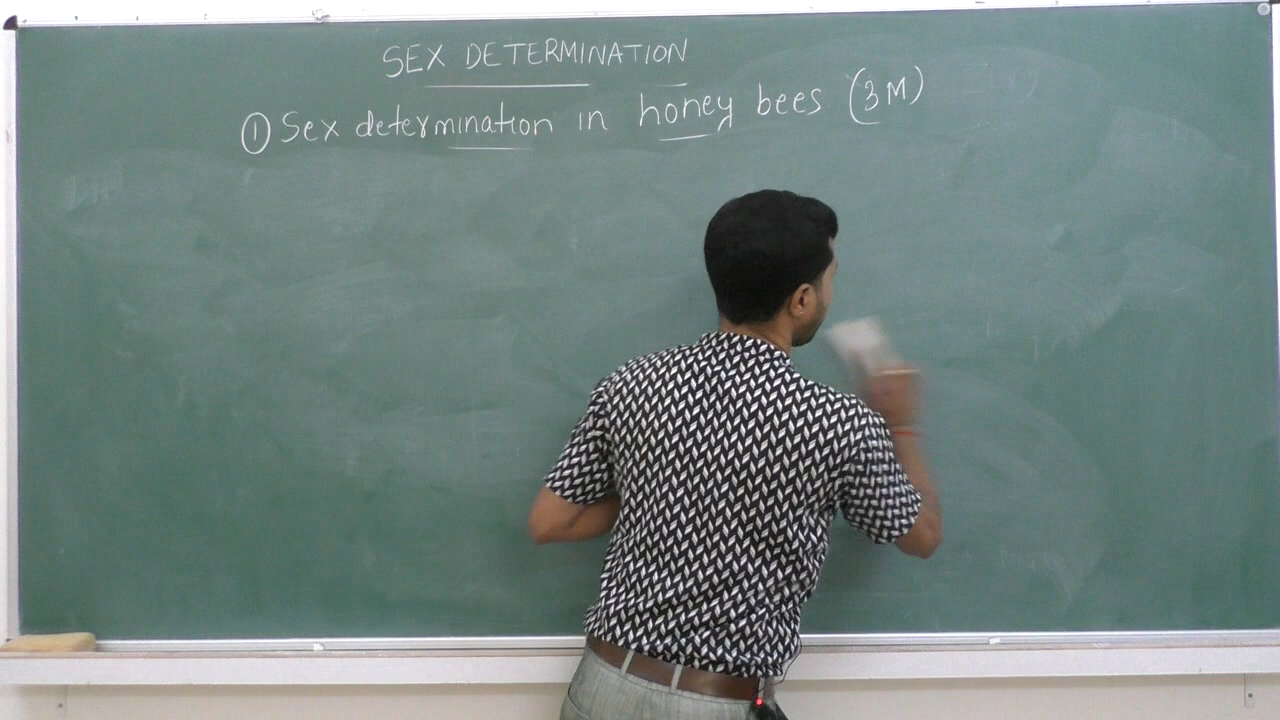 SEX DETERMINATION
① Sex determination in honey bees (3M)